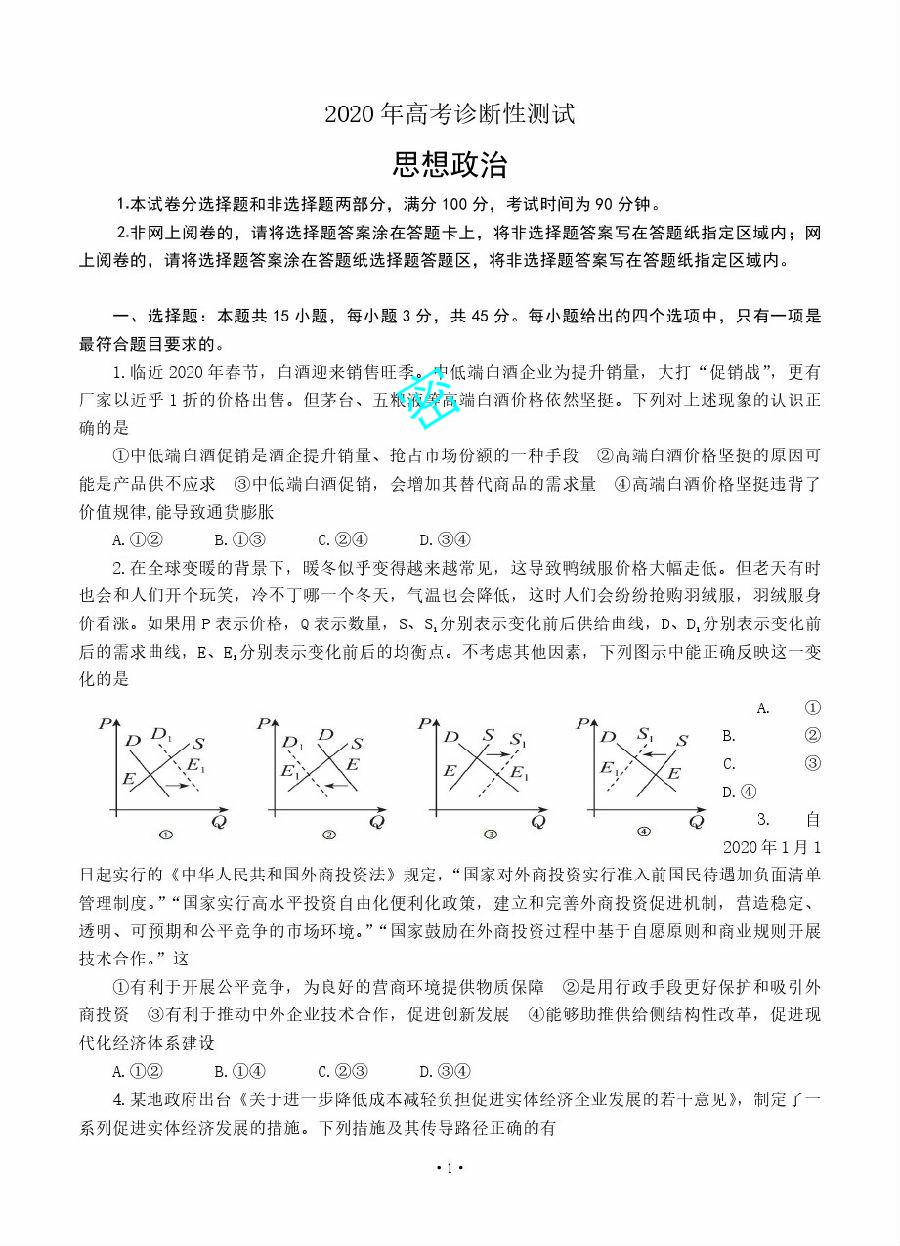 2020 年高考诊断性测试
思想政治
1.本试卷分选择题和非选择题两部分，满分 100 分，考试时间为 90 分钟。
2.非网上阅卷的，请将选择题答案涂在答题卡上，将非选择题答案写在答题纸指定区域内；网
上阅卷的，请将选择题答案涂在答题纸选择题答题区，将非选择题答案写在答题纸指定区域内。
一、选择题：本题共 15 小题，每小题 3 分，共 45 分。每小题给出的四个选项中，只有一项是
最符合题目要求的。
1.临近 2020 年春节，白酒迎来销售旺季。中低端白酒企业为提升销量，大打“促销战”，更有
厂家以近乎 1 折的价格出售。但茅台、五粮液等高端白酒价格依然坚挺。下列对上述现象的认识正
确的是
密
①中低端白酒促销是酒企提升销量、抢占市场份额的一种手段　②高端白酒价格坚挺的原因可
能是产品供不应求　③中低端白酒促销，会增加其替代商品的需求量　④高端白酒价格坚挺违背了
价值规律,能导致通货膨胀
A.①②　　B.①③　　C.②④　　D.③④
2.在全球变暖的背景下，暖冬似乎变得越来越常见，这导致鸭绒服价格大幅走低。但老天有时
也会和人们开个玩笑，冷不丁哪一个冬天，气温也会降低，这时人们会纷纷抢购羽绒服，羽绒服身
价看涨。如果用 P 表示价格，Q 表示数量，S、S₁分别表示变化前后供给曲线，D、D₁分别表示变化前
后的需求曲线，E、E₁分别表示变化前后的均衡点。不考虑其他因素，下列图示中能正确反映这一变
化的是
P D D₁ S E E₁ Q ①
P D₁ D S E₁ E Q ②
P D S S₁ E E₁ Q ③
P D S₁ S E₁ E Q ④
A. ①
B. ②
C. ③
D.④
3. 自
2020 年 1 月 1
日起实行的《中华人民共和国外商投资法》规定，“国家对外商投资实行准入前国民待遇加负面清单
管理制度。”“国家实行高水平投资自由化便利化政策，建立和完善外商投资促进机制，营造稳定、
透明、可预期和公平竞争的市场环境。”“国家鼓励在外商投资过程中基于自愿原则和商业规则开展
技术合作。”这
①有利于开展公平竞争，为良好的营商环境提供物质保障　②是用行政手段更好保护和吸引外
商投资　③有利于推动中外企业技术合作，促进创新发展　④能够助推供给侧结构性改革，促进现
代化经济体系建设
A.①②　　B.①④　　C.②③　　D.③④
4.某地政府出台《关于进一步降低成本减轻负担促进实体经济企业发展的若干意见》，制定了一
系列促进实体经济发展的措施。下列措施及其传导路径正确的有
·1·